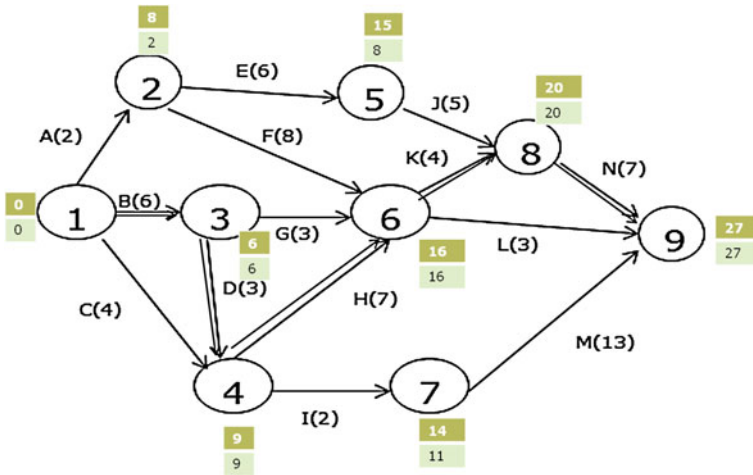 8
2
15
8
E(6)
2
5
20
20
J(5)
A(2)
F(8)
K(4)
8
N(7)
0
0
1
B(6)
3
G(3)
6
L(3)
9
27
27
6
6
16
16
C(4)
D(3)
H(7)
M(13)
4
I(2)
7
9
9
14
11